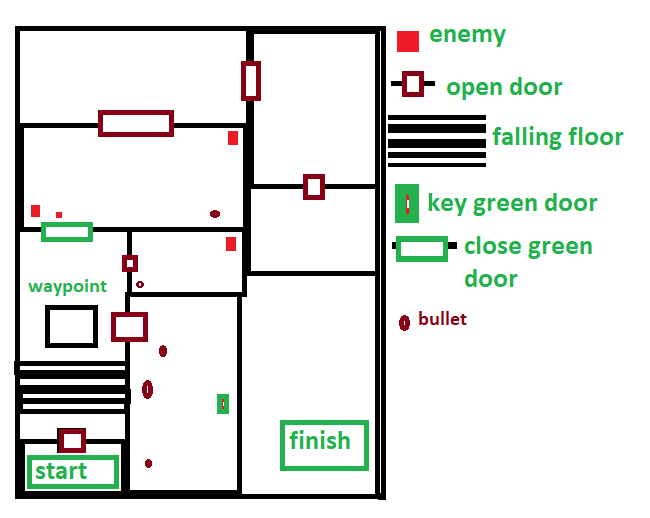 enemy
open door
falling floor
key green door
close green
door
waypoint
bullet
finish
start